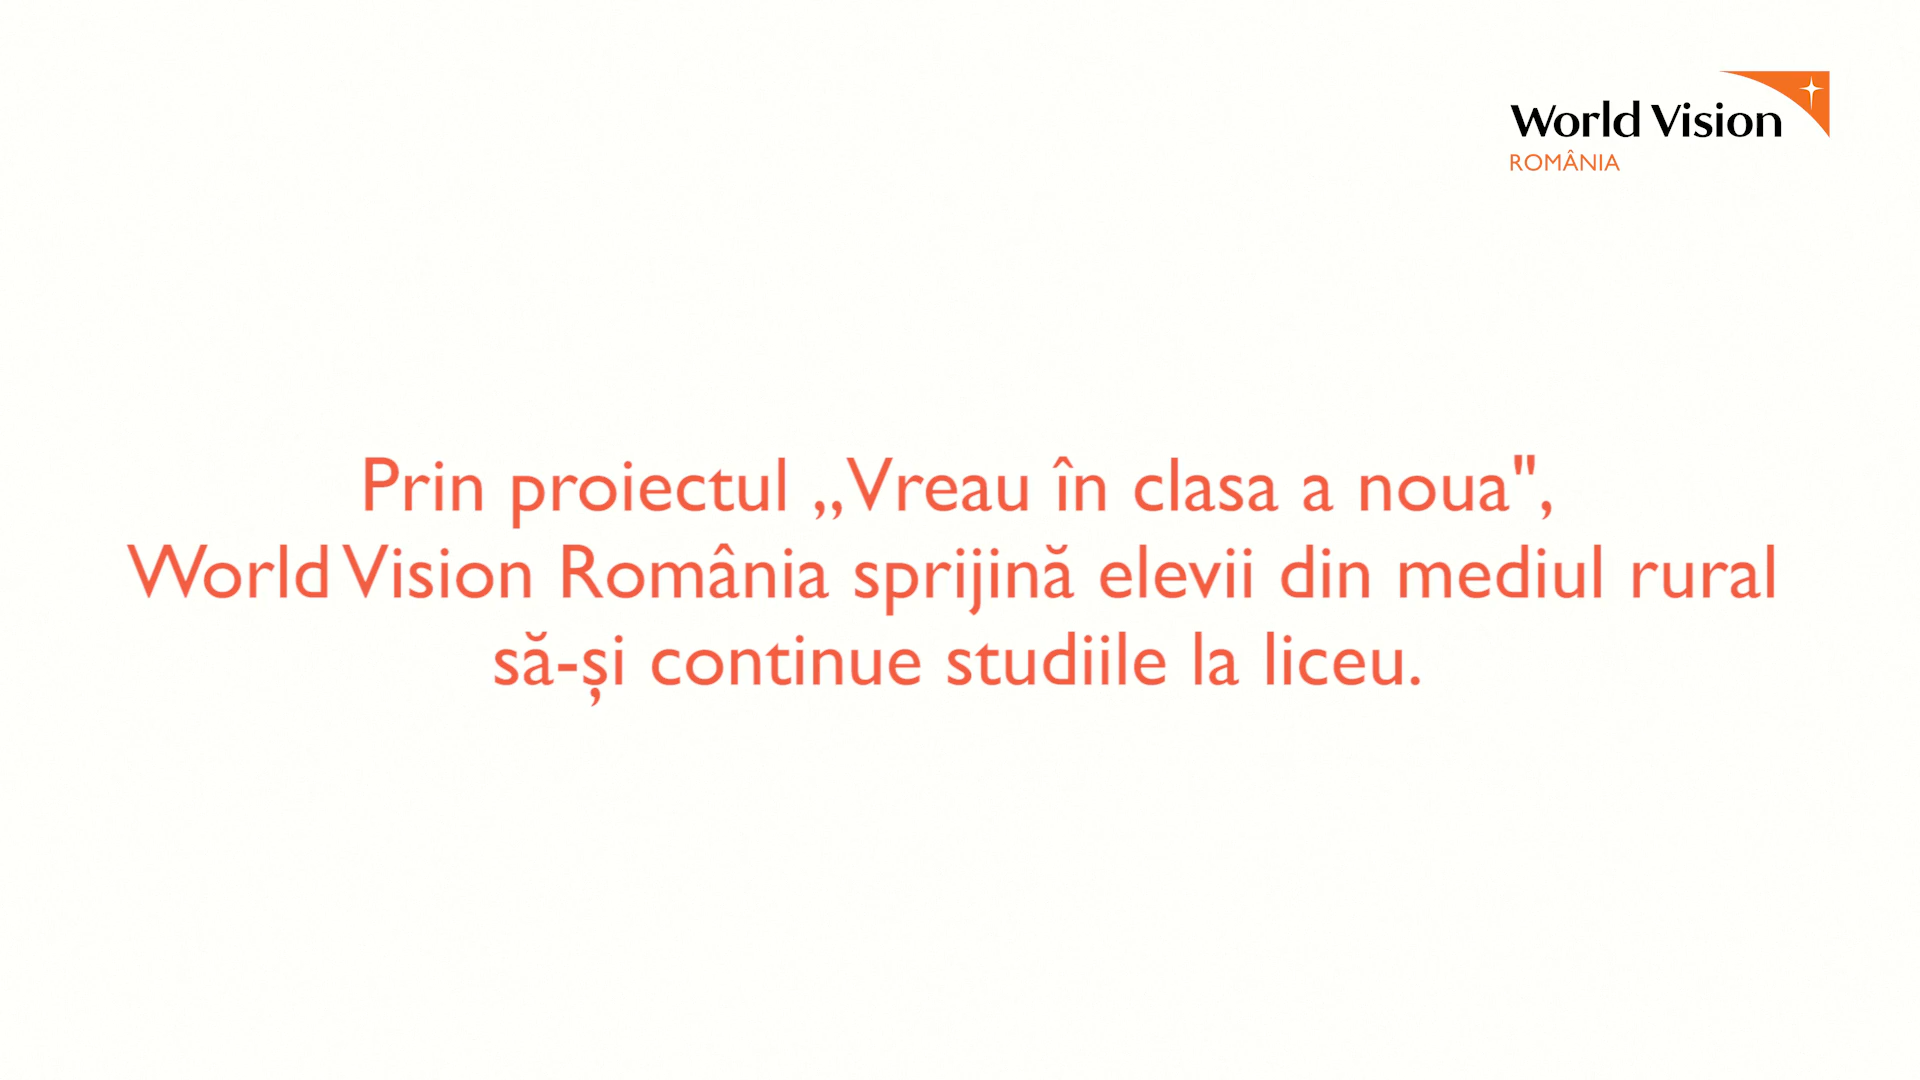 World Vision
ROMÂNIA
Prin proiectul „Vreau în clasa a noua",
World Vision România sprijină elevii din mediul rural
să-și continue studiile la liceu.